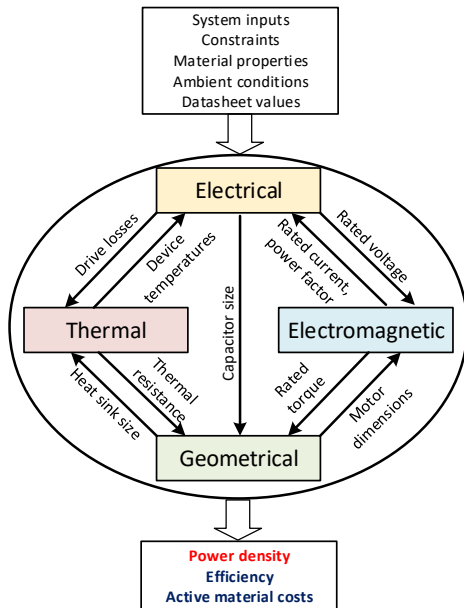 System inputs
Constraints
Material properties
Ambient conditions
Datasheet values
Electrical
Drive losses
Device
temperatures
Capacitor size
Rated current,
power factor
Rated voltage
Thermal
Electromagnetic
Heat sink size
Thermal
resistance
Rated
torque
Motor
dimensions
Geometrical
Power density
Efficiency
Active material costs